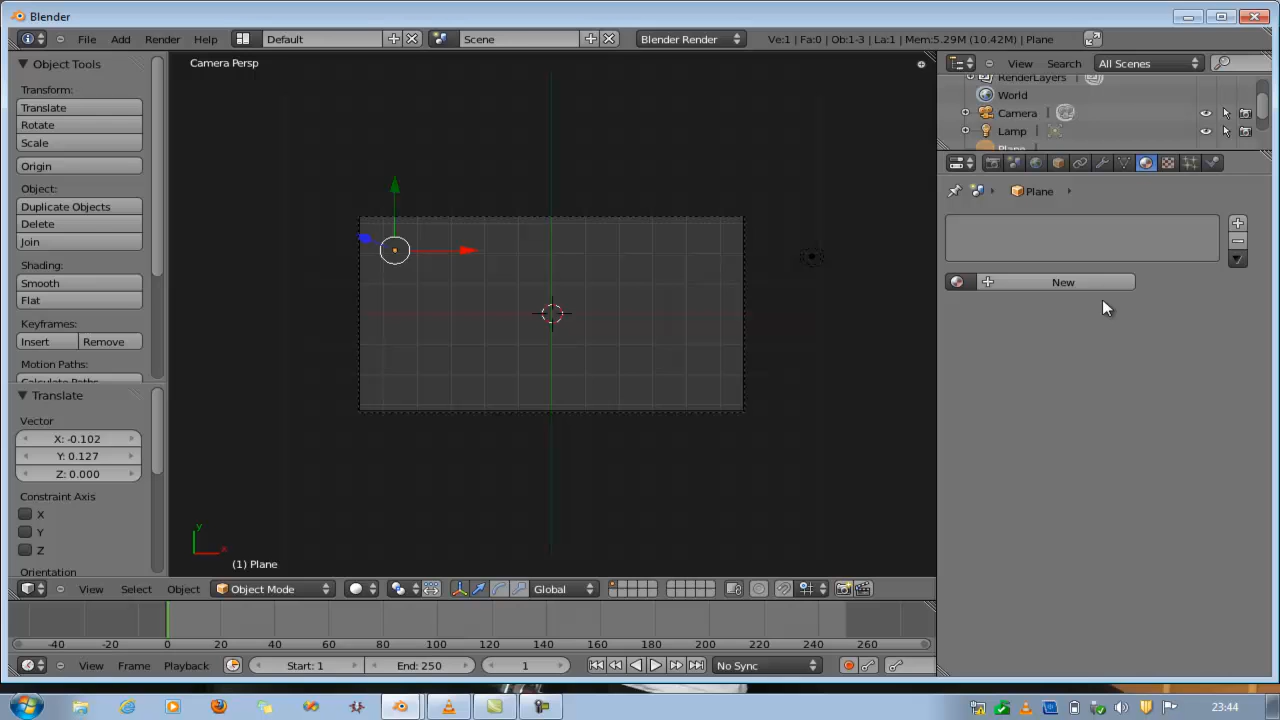 Blender
File Add Render Help Default Scene Blender Render Ve:1 | Fa:0 | Ob:1-3 | La:1 | Mem:5.29M (10.42M) | Plane
Object Tools
Transform:
Translate
Rotate
Scale
Origin
Object:
Duplicate Objects
Delete
Join
Shading:
Smooth
Flat
Keyframes:
Insert Remove
Motion Paths:
Calculate Paths
Translate
Vector
X: -0.102
Y: 0.127
Z: 0.000
Constraint Axis
X
Y
Z
Orientation
Camera Persp
y
x
(1) Plane
View Select Object Object Mode Global
-40 -20 0 20 40 60 80 100 120 140 160 180 200 220 240 260
View Frame Playback Start: 1 End: 250 1 No Sync
View Search All Scenes
RenderLayers
World
Camera
Lamp
Plane
Plane
New
23:44